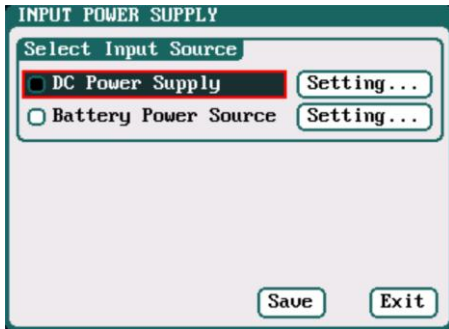 INPUT POWER SUPPLY
Select Input Source
DC Power Supply Setting...
Battery Power Source Setting...
Save Exit